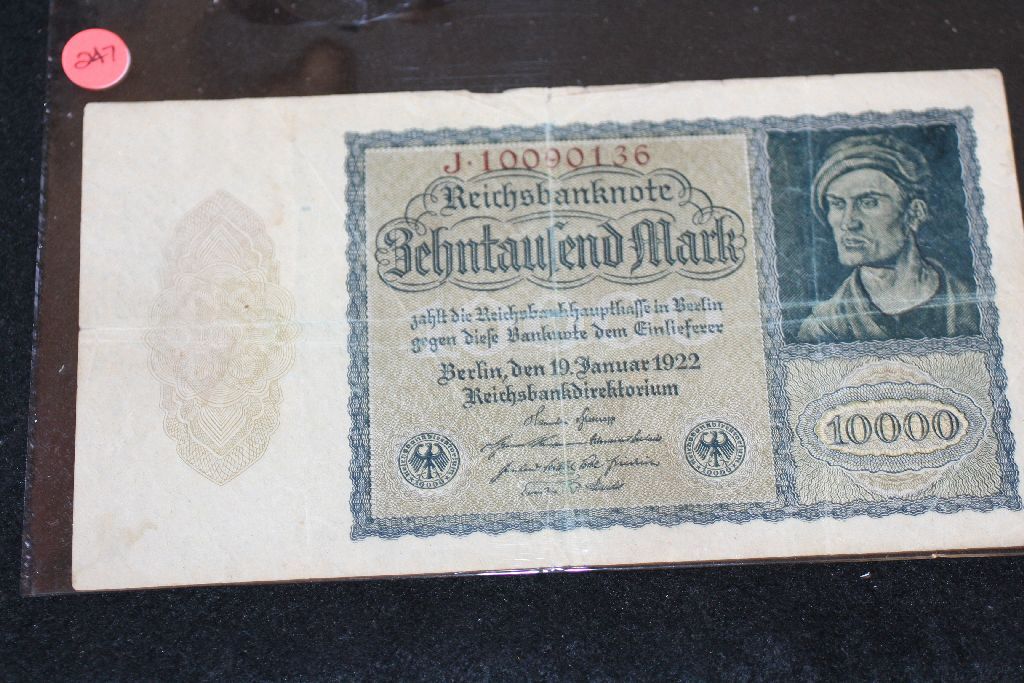 247
J·10090136
Reichsbanknote
Zehntausend Mark
zahlt die Reichsbankhauptkasse in Berlin
gegen diese Banknote dem Einlieferer
Berlin, den 19. Januar 1922
Reichsbankdirektorium
10000